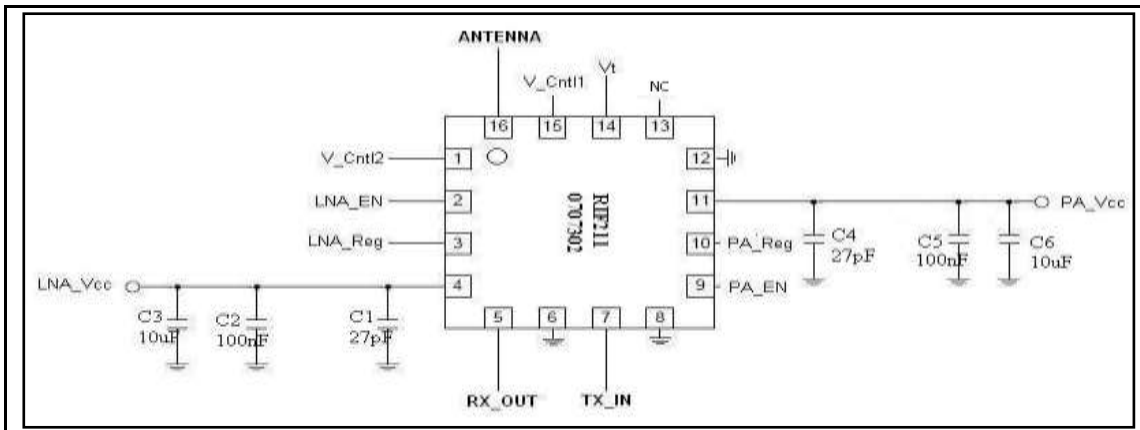 ANTENNA
V_Cntl1
Vt
NC
16
15
14
13
V_Cntl2
1
12
LNA_EN
2
11
PA_Vcc
LNA_Reg
3
10
PA_Reg
LNA_Vcc
4
9
PA_EN
RIF211
0707302
C4
27pF
C5
100nF
C6
10uF
C3
10uF
C2
100nF
C1
27pF
5
6
7
8
RX_OUT
TX_IN